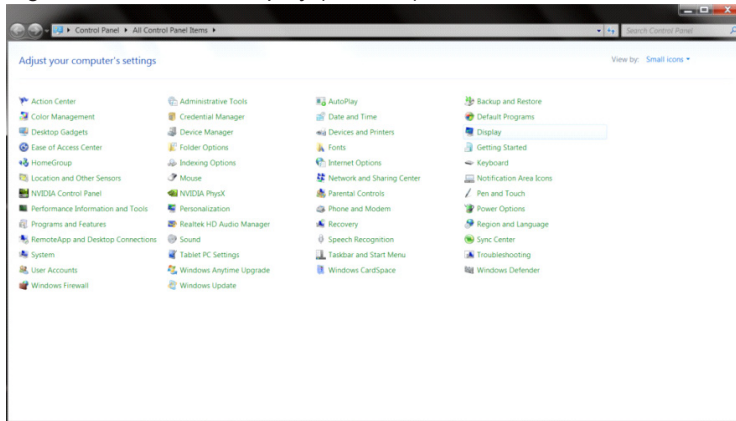 Control Panel ▸ All Control Panel Items ▸
Search Control Panel
Adjust your computer's settings
View by: Small icons
Action Center Administrative Tools AutoPlay Backup and Restore
Color Management Credential Manager Date and Time Default Programs
Desktop Gadgets Device Manager Devices and Printers Display
Ease of Access Center Folder Options Fonts Getting Started
HomeGroup Indexing Options Internet Options Keyboard
Location and Other Sensors Mouse Network and Sharing Center Notification Area Icons
NVIDIA Control Panel NVIDIA PhysX Parental Controls Pen and Touch
Performance Information and Tools Personalization Phone and Modem Power Options
Programs and Features Realtek HD Audio Manager Recovery Region and Language
RemoteApp and Desktop Connections Sound Speech Recognition Sync Center
System Tablet PC Settings Taskbar and Start Menu Troubleshooting
User Accounts Windows Anytime Upgrade Windows CardSpace Windows Defender
Windows Firewall Windows Update